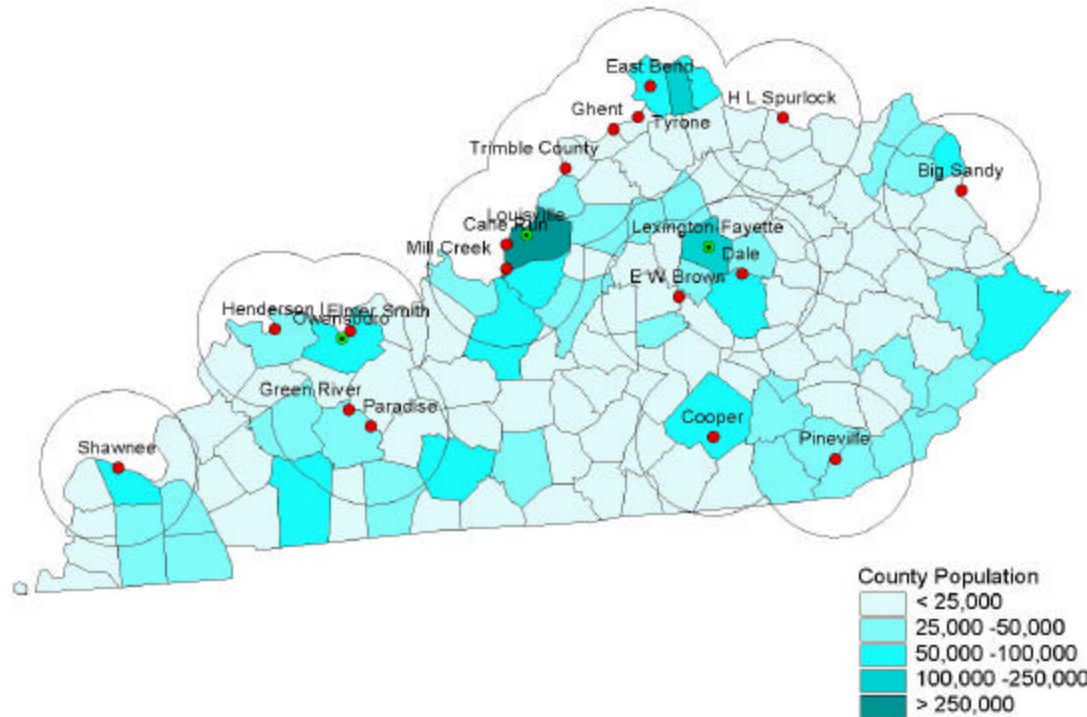 East Bend
H L Spurlock
Ghent
Tyrone
Trimble County
Big Sandy
Louisville
Cane Run
Lexington Fayette
Mill Creek
Dale
E W Brown
Henderson I
Elmer Smith
Owensboro
Green River
Paradise
Cooper
Shawnee
Pineville
County Population
< 25,000
25,000 -50,000
50,000 -100,000
100,000 -250,000
> 250,000